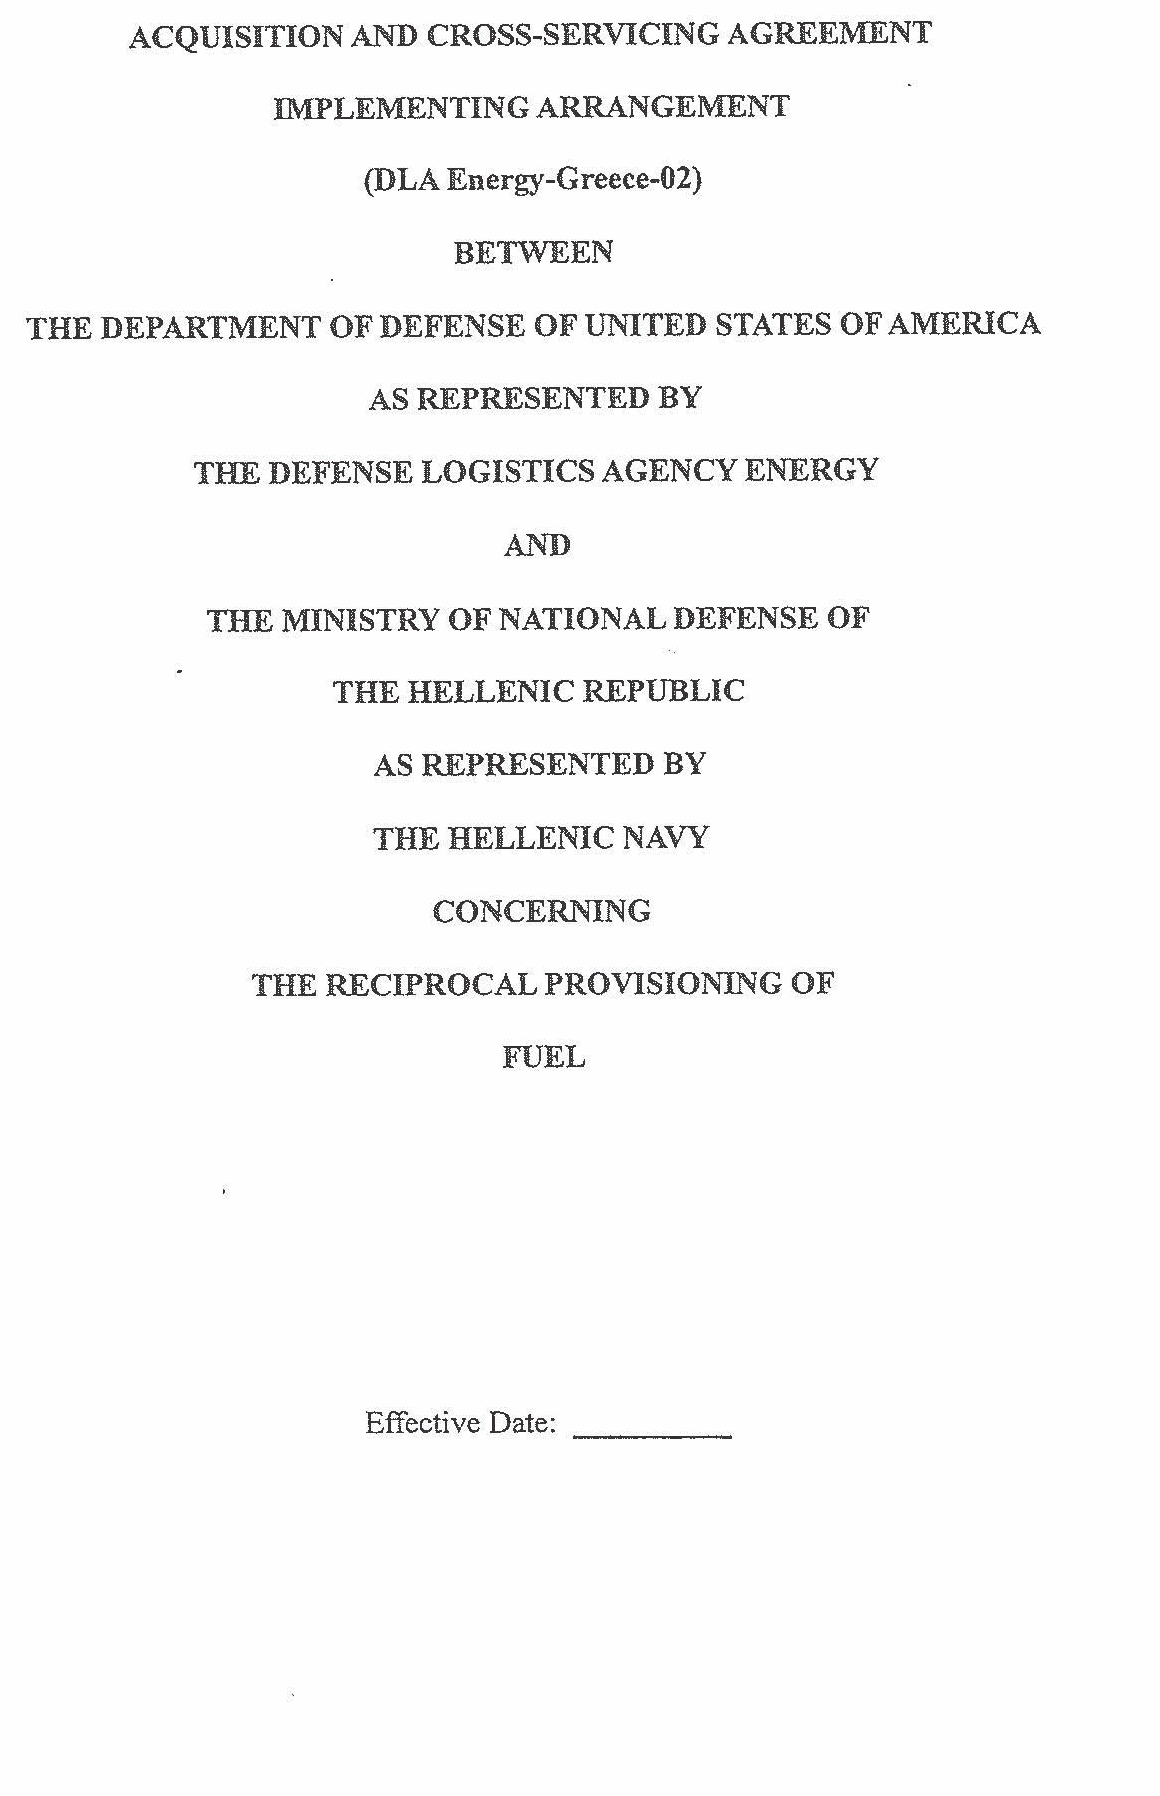 ACQUISITION AND CROSS-SERVICING AGREEMENT
IMPLEMENTING ARRANGEMENT
(DLA Energy-Greece-02)
BETWEEN
THE DEPARTMENT OF DEFENSE OF UNITED STATES OF AMERICA
AS REPRESENTED BY
THE DEFENSE LOGISTICS AGENCY ENERGY
AND
THE MINISTRY OF NATIONAL DEFENSE OF
THE HELLENIC REPUBLIC
AS REPRESENTED BY
THE HELLENIC NAVY
CONCERNING
THE RECIPROCAL PROVISIONING OF
FUEL
Effective Date: __________